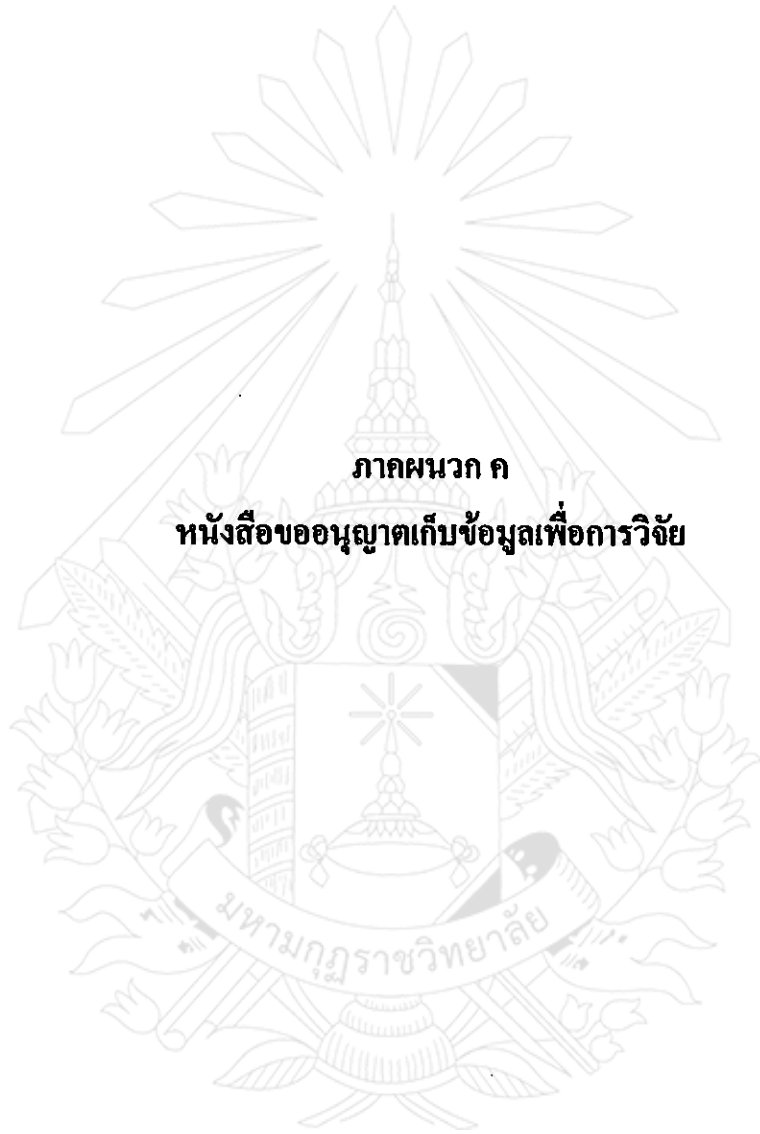 ภาคผนวก ค
หนังสือขออนุญาตเก็บข้อมูลเพื่อการวิจัย
มหามกุฏราชวิทยาลัย